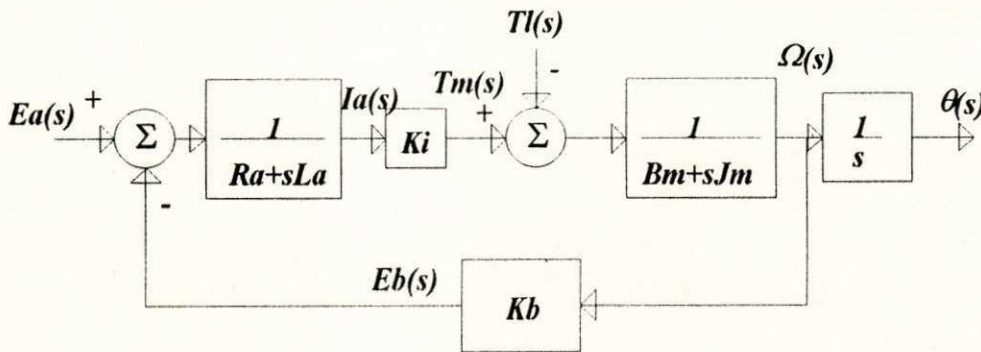 Tl(s)
-
Ω(s)
Ea(s)
+
Σ
1
Ra+sLa
Ia(s)
Ki
Tm(s)
+
Σ
1
Bm+sJm
1
s
θ(s)
-
Eb(s)
Kb